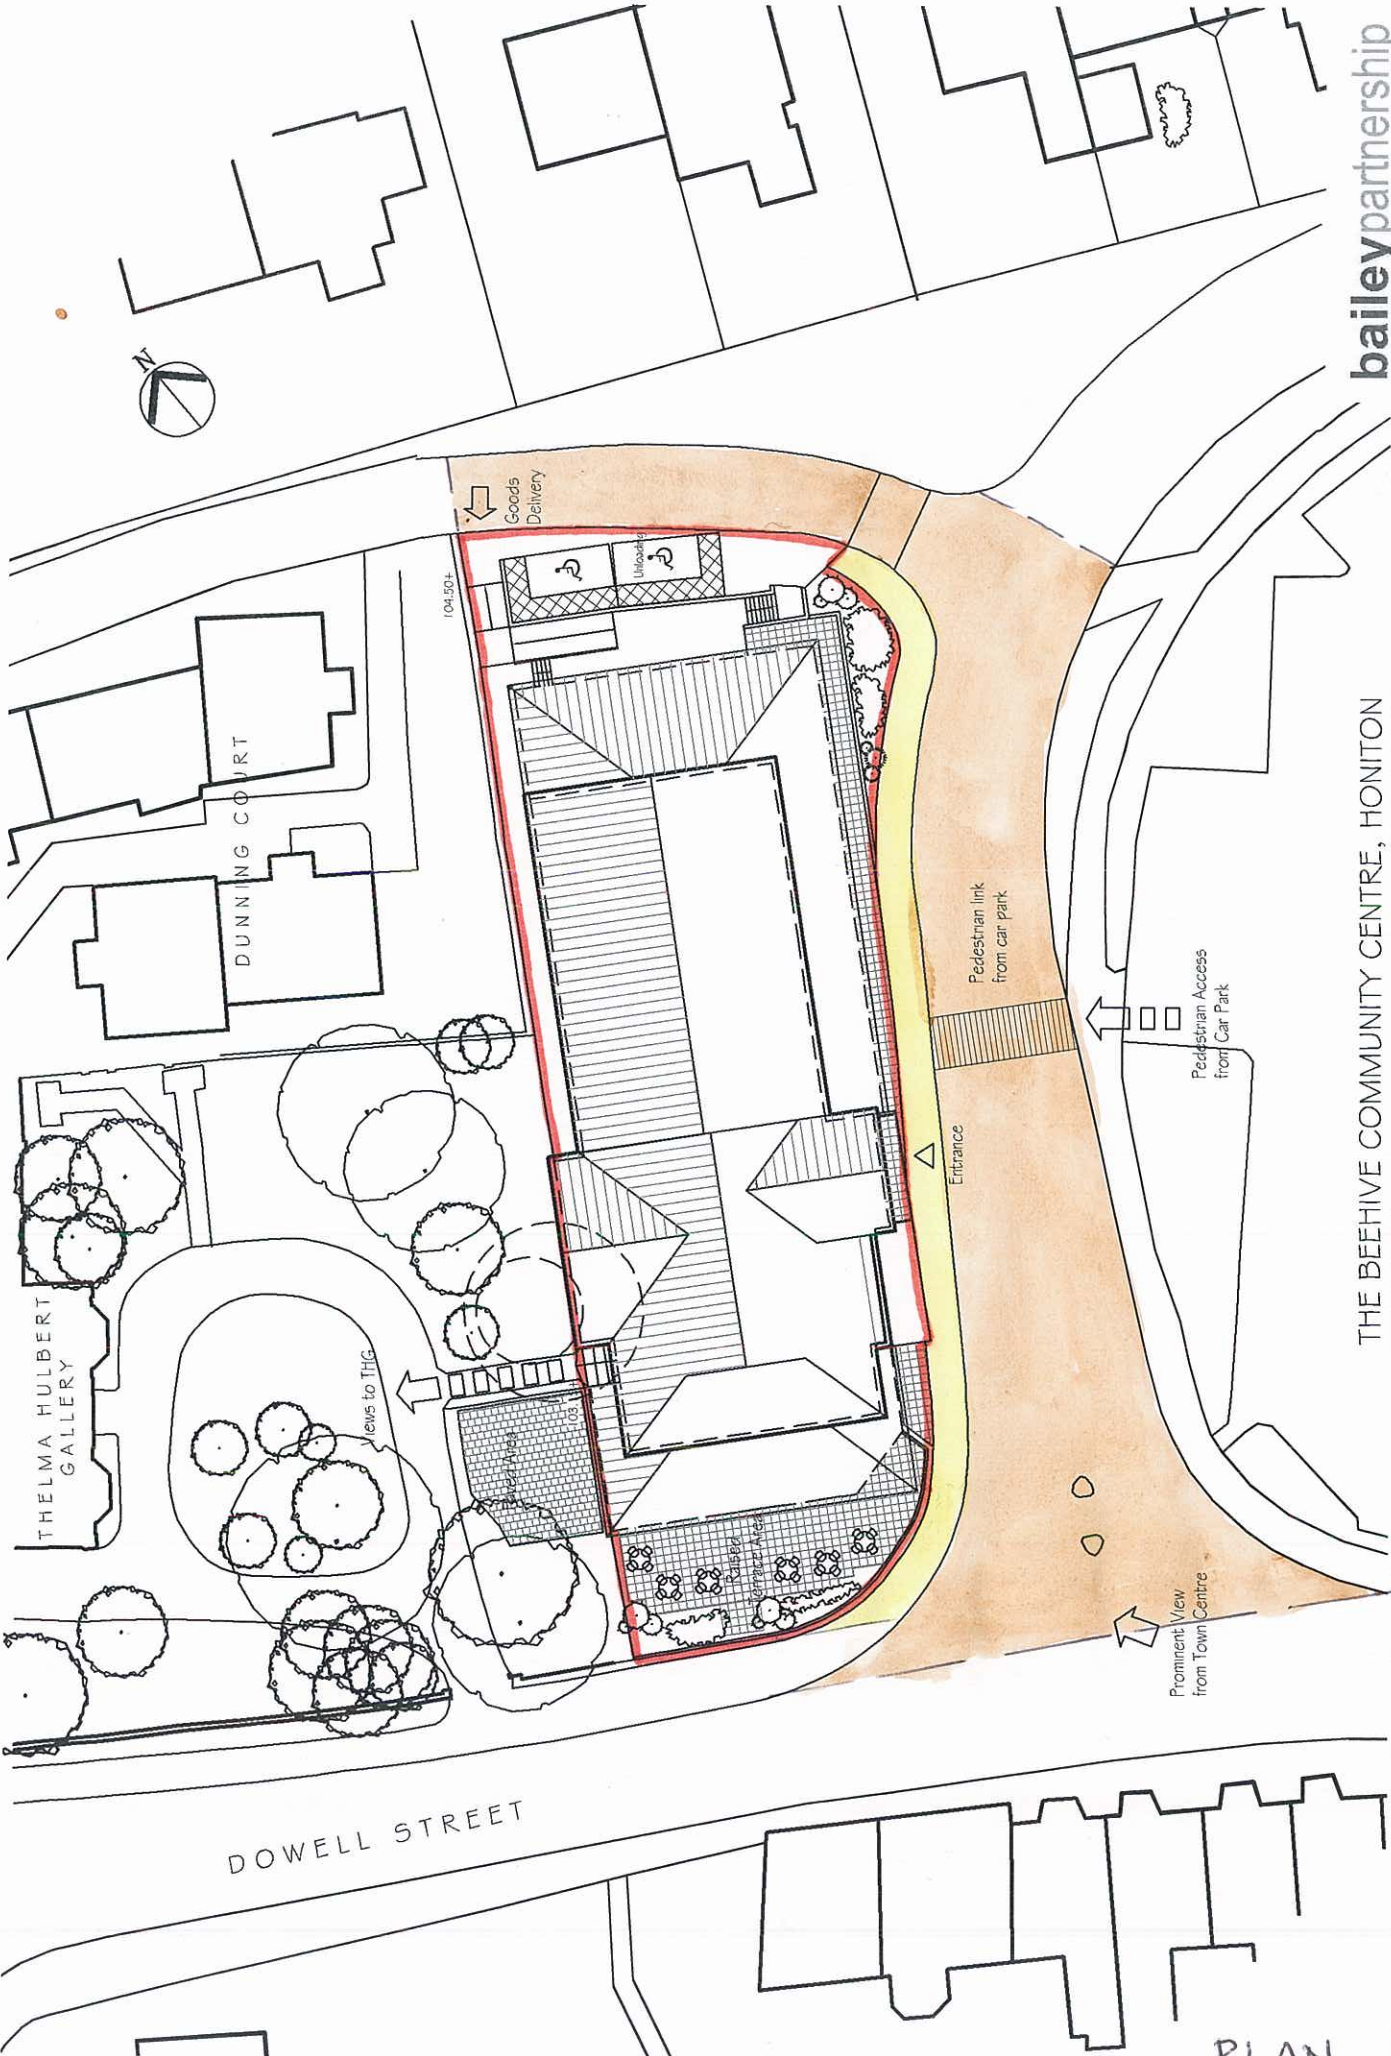 THELMA HULBERT
GALLERY
DUNNING COURT
DOWELL STREET
N
Goods
Delivery
Unloading
104.50+
Views to THG
Raised
Terrace Area
Entrance
Pedestrian link
from car park
Pedestrian Access
from Car Park
Prominent View
from Town Centre
THE BEEHIVE COMMUNITY CENTRE, HONITON
baileypartnership
PLAN